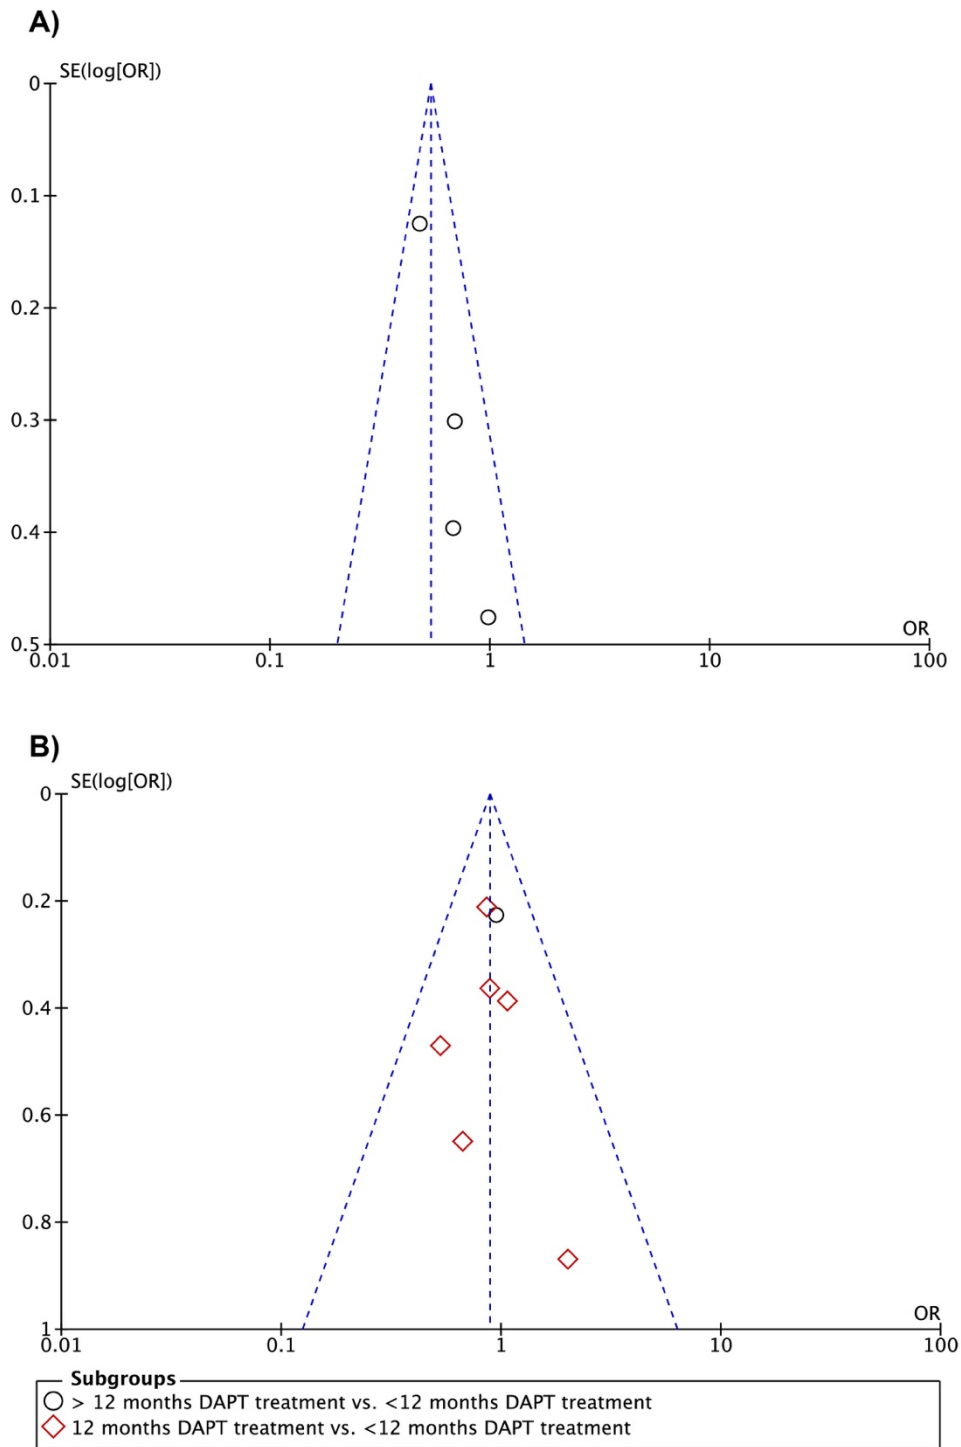 A)
SE(log[OR])
0
0.1
0.2
0.3
0.4
0.5
OR
0.01 0.1 1 10 100
B)
SE(log[OR])
0
0.2
0.4
0.6
0.8
1
OR
0.01 0.1 1 10 100
Subgroups
> 12 months DAPT treatment vs. <12 months DAPT treatment
12 months DAPT treatment vs. <12 months DAPT treatment